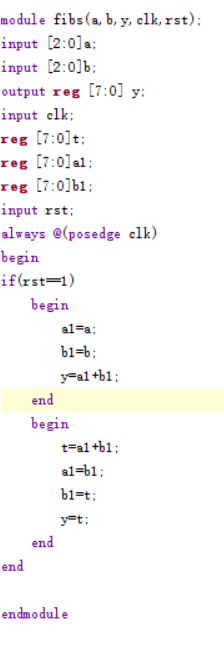 module fibs(a,b,y,clk,rst);
input [2:0]a;
input [2:0]b;
output reg [7:0] y;
input clk;
reg [7:0]t;
reg [7:0]a1;
reg [7:0]b1;
input rst;
always @(posedge clk)
begin
if(rst==1)
begin
a1=a;
b1=b;
y=a1+b1;
end
begin
t=a1+b1;
a1=b1;
b1=t;
y=t;
end
end
endmodule